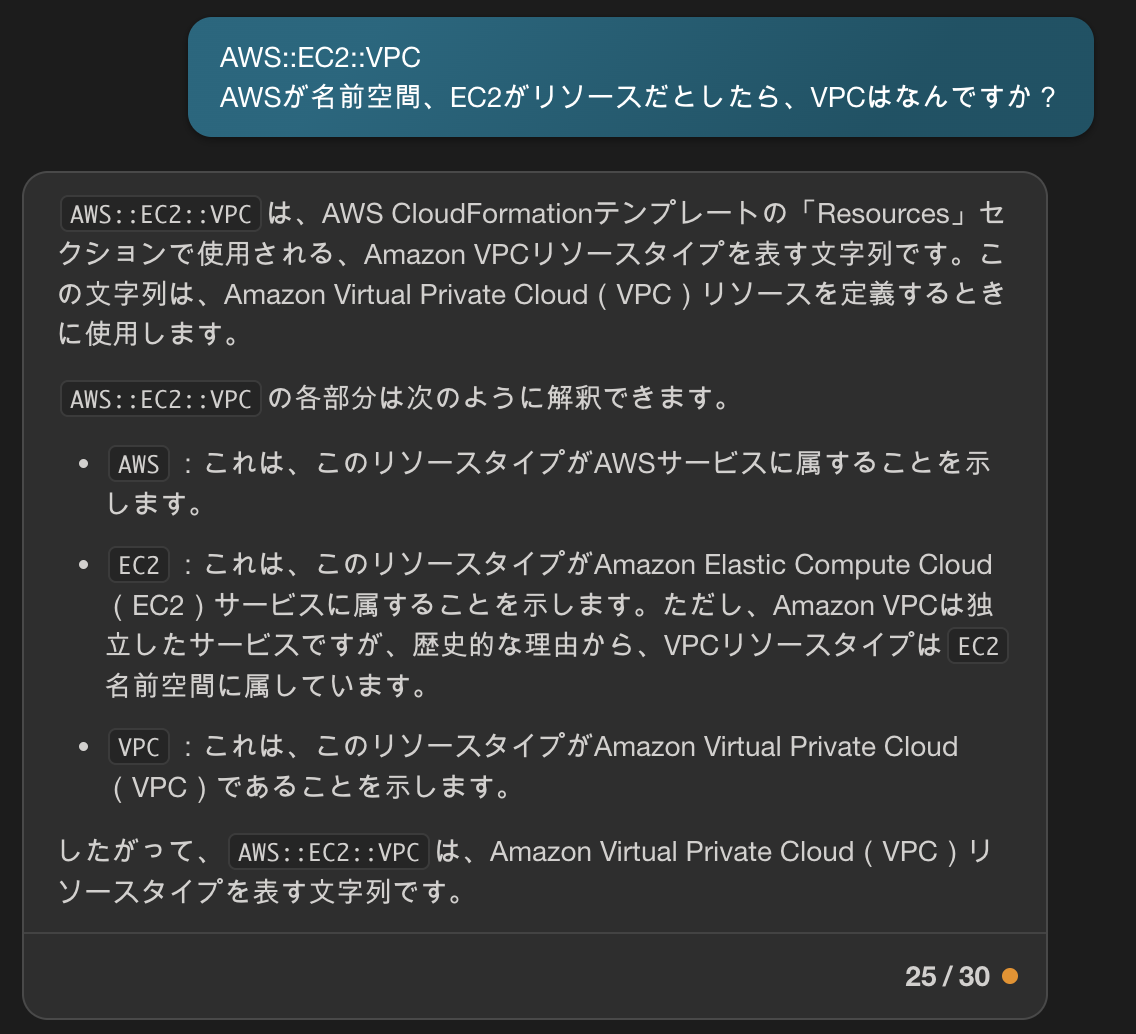 AWS::EC2::VPC
AWSが名前空間、EC2がリソースだとしたら、VPCはなんですか？
AWS::EC2::VPC は、AWS CloudFormationテンプレートの「Resources」セ
クションで使用される、Amazon VPCリソースタイプを表す文字列です。こ
の文字列は、Amazon Virtual Private Cloud（VPC）リソースを定義するとき
に使用します。
AWS::EC2::VPC の各部分は次のように解釈できます。
• AWS ：これは、このリソースタイプがAWSサービスに属することを示
します。
• EC2 ：これは、このリソースタイプがAmazon Elastic Compute Cloud
（EC2）サービスに属することを示します。ただし、Amazon VPCは独
立したサービスですが、歴史的な理由から、VPCリソースタイプは EC2
名前空間に属しています。
• VPC ：これは、このリソースタイプがAmazon Virtual Private Cloud
（VPC）であることを示します。
したがって、 AWS::EC2::VPC は、Amazon Virtual Private Cloud（VPC）リ
ソースタイプを表す文字列です。
25 / 30